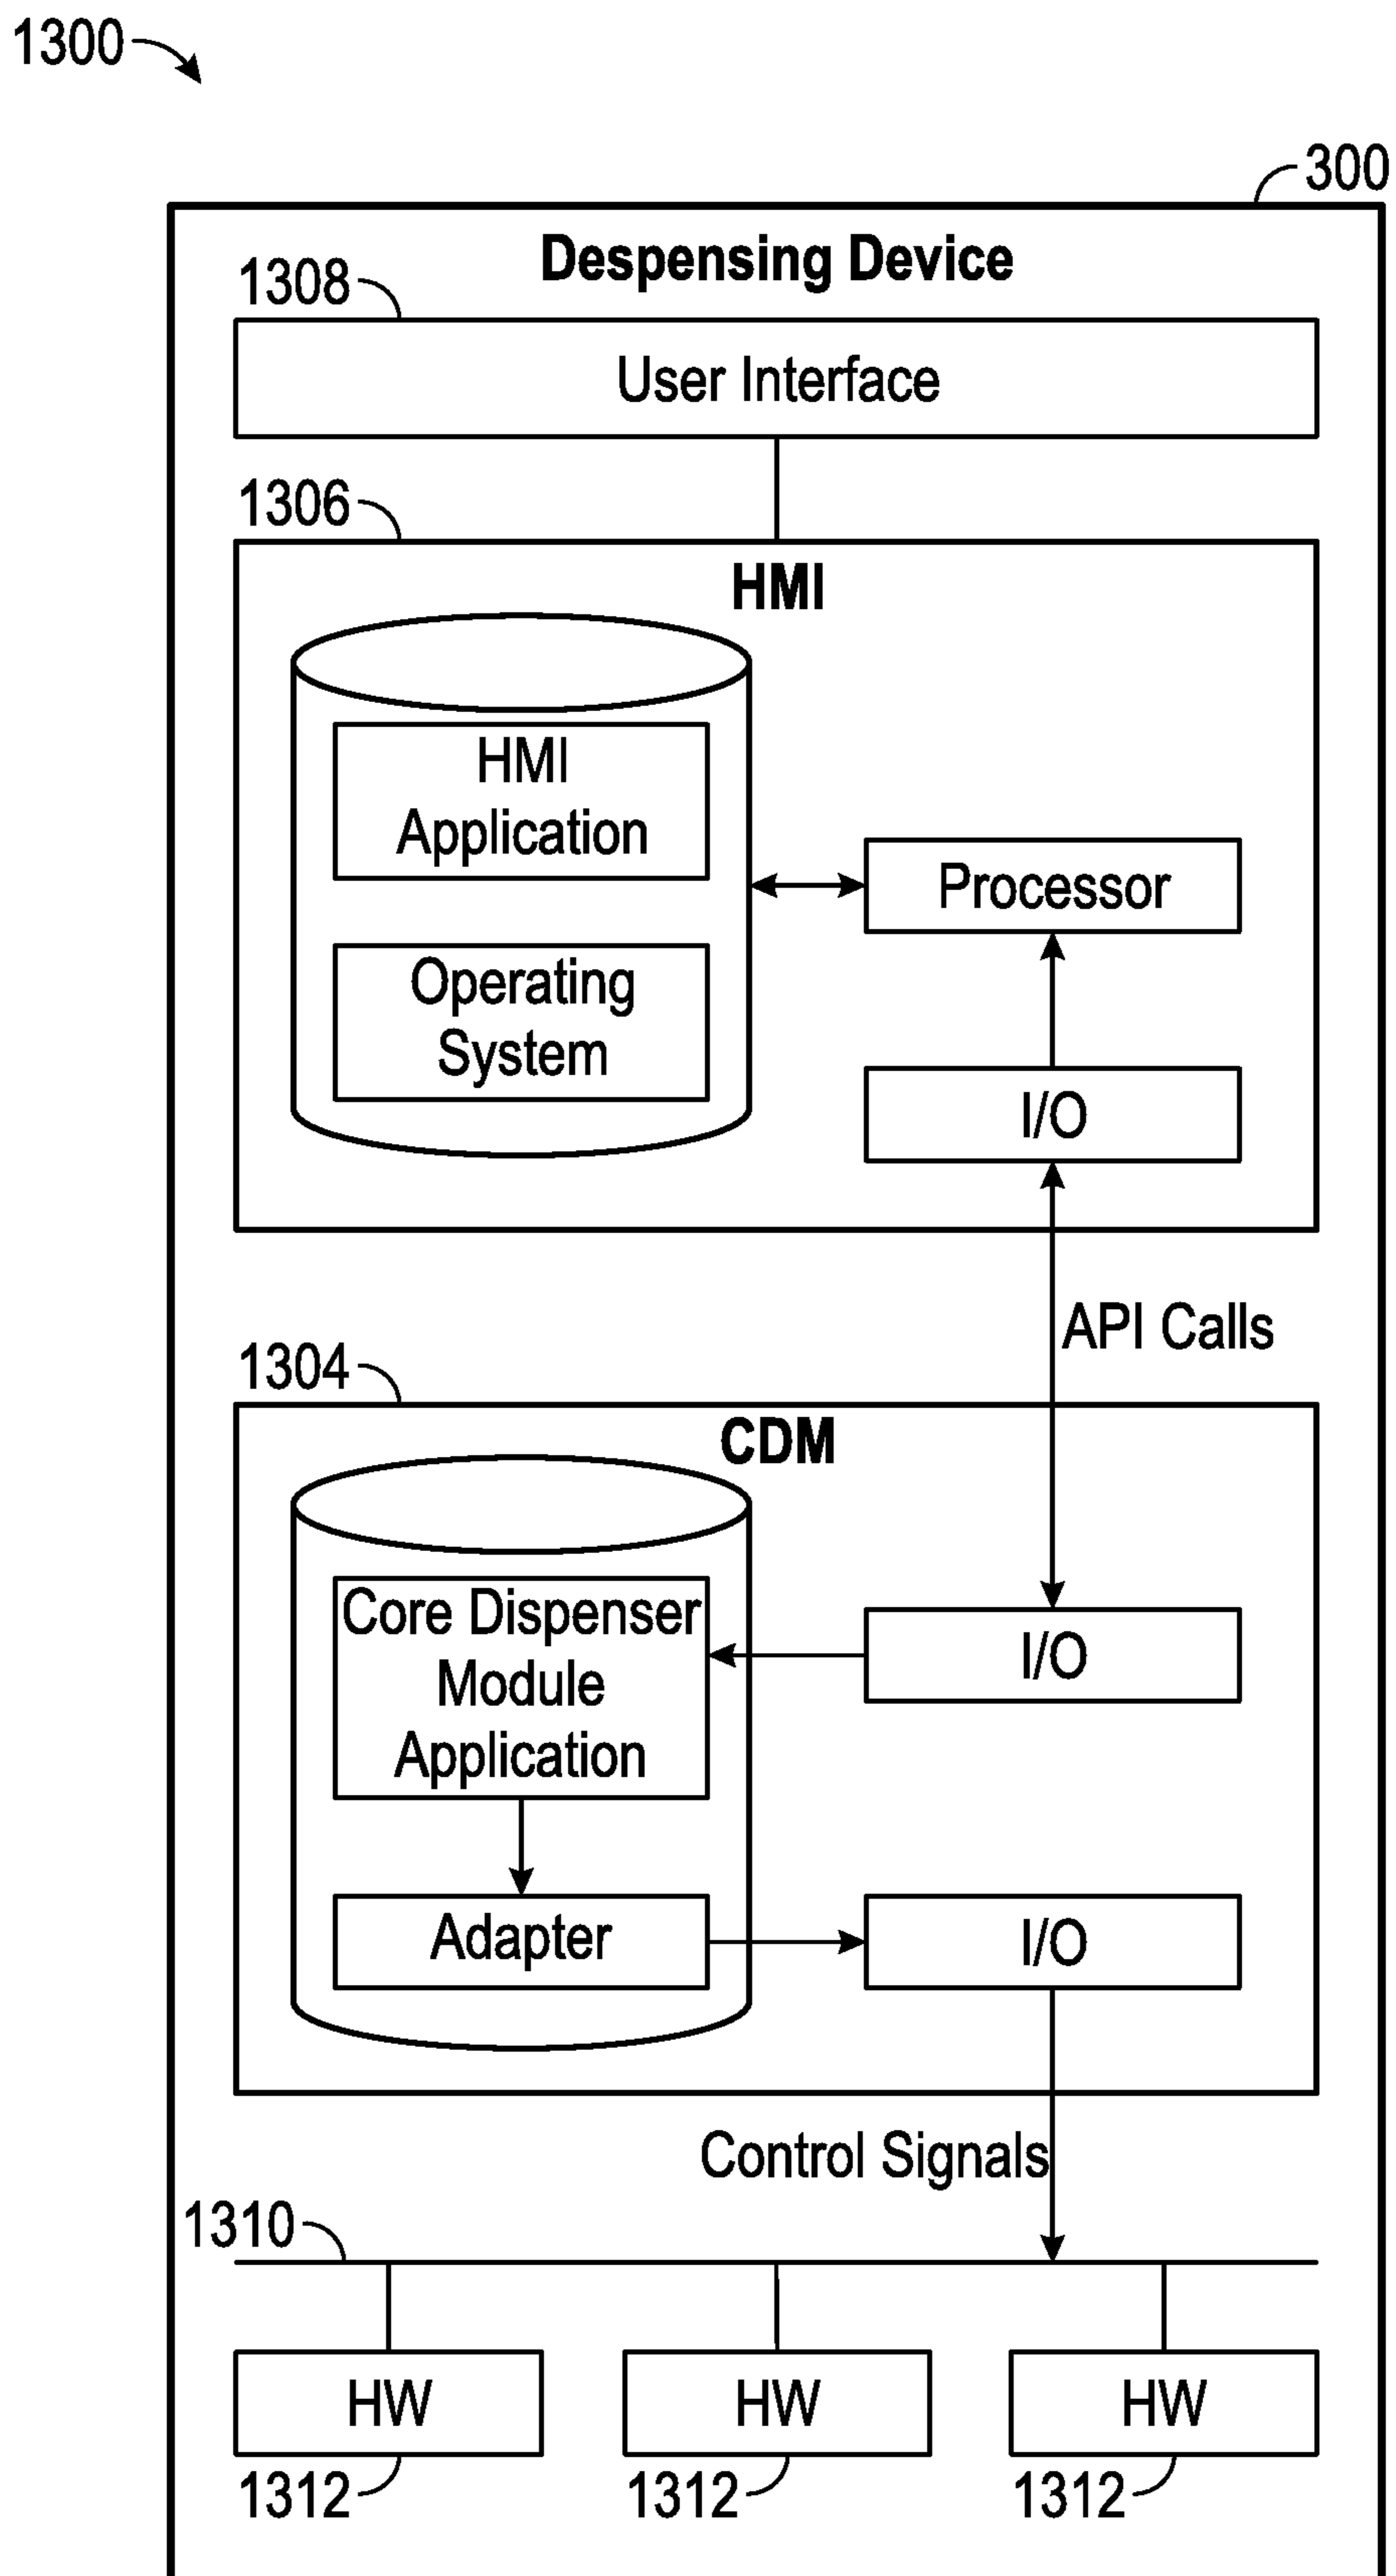 1300
300
Despensing Device
1308
User Interface
1306
HMI
HMI
Application
Processor
Operating
System
I/O
API Calls
1304
CDM
Core Dispenser
Module
Application
I/O
Adapter
I/O
Control Signals
1310
HW
HW
HW
1312
1312
1312